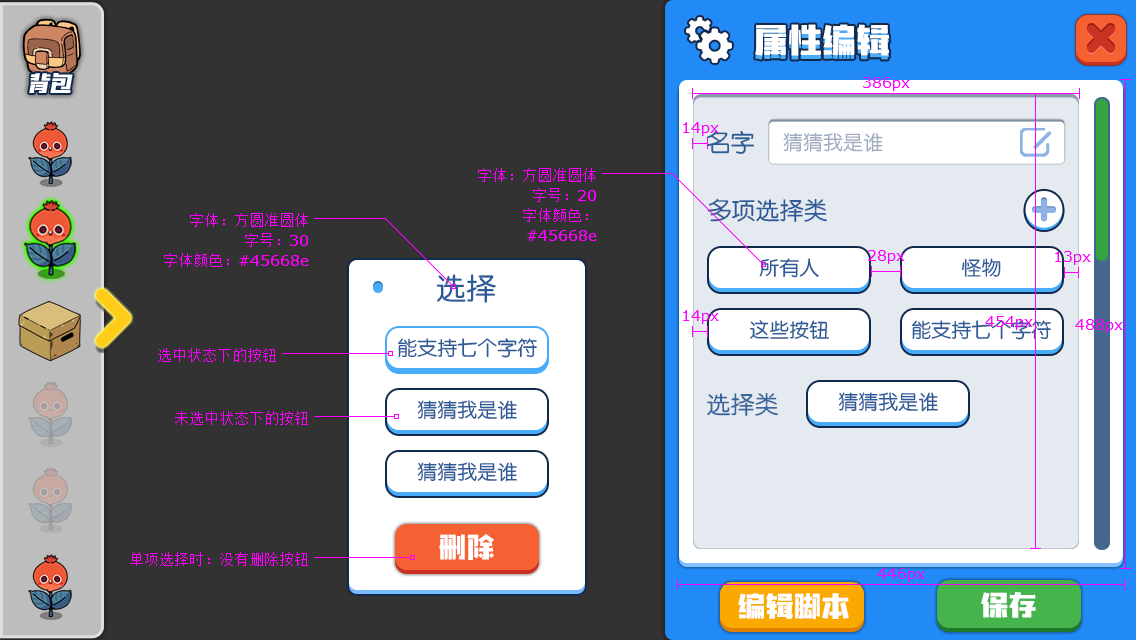 背包
字体：方圆准圆体
字号：30
字体颜色：#45668e
选中状态下的按钮
未选中状态下的按钮
单项选择时：没有删除按钮
选择
能支持七个字符
猜猜我是谁
猜猜我是谁
删除
字体：方圆准圆体
字号：20
字体颜色：
#45668e
属性编辑
386px
14px
名字
猜猜我是谁
多项选择类
所有人
28px
怪物
13px
14px
这些按钮
能支持七个字符
454px
488px
选择类
猜猜我是谁
446px
编辑脚本
保存